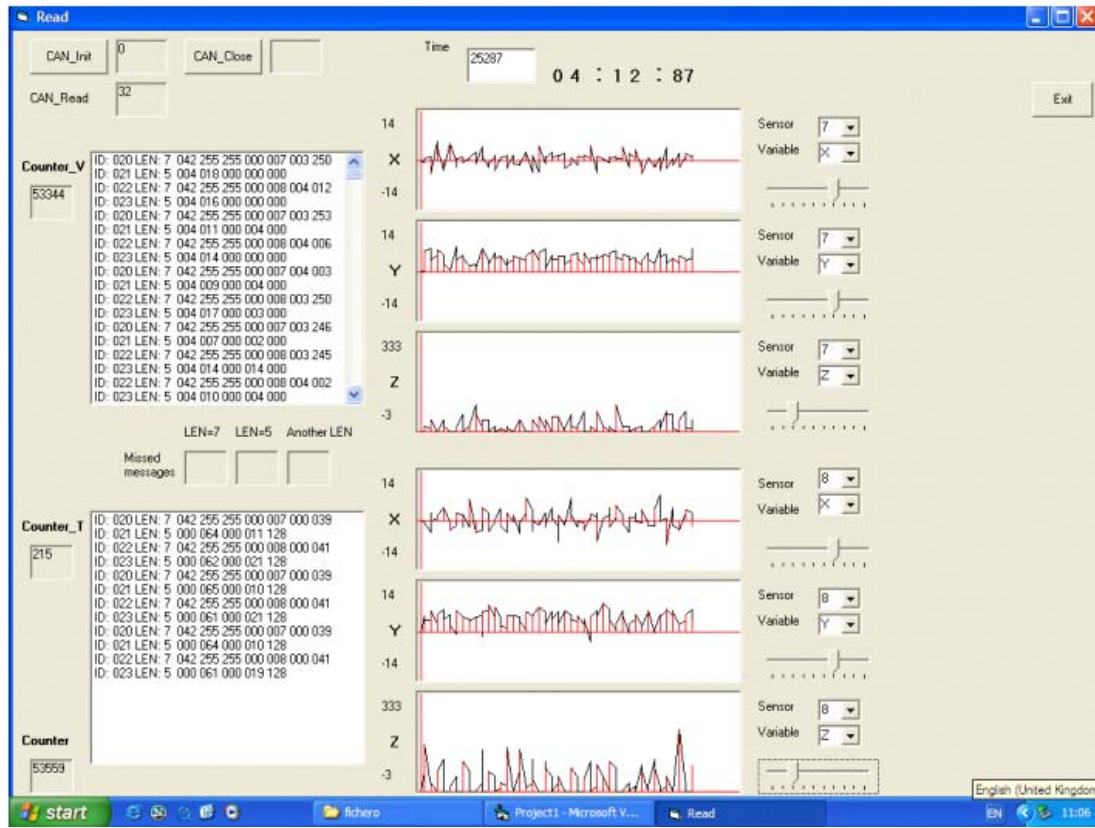 Read
CAN_Init
0
CAN_Close
Time
25287
04 : 12 : 87
CAN_Read
32
Exit
Counter_V
53344
ID: 020 LEN: 7 042 255 255 000 007 003 250
ID: 021 LEN: 5 004 018 000 000 000
ID: 022 LEN: 7 042 255 255 000 008 004 012
ID: 023 LEN: 5 004 016 000 000 000
ID: 020 LEN: 7 042 255 255 000 007 003 253
ID: 021 LEN: 5 004 011 000 004 000
ID: 022 LEN: 7 042 255 255 000 008 004 006
ID: 023 LEN: 5 004 014 000 000 000
ID: 020 LEN: 7 042 255 255 000 007 004 003
ID: 021 LEN: 5 004 009 000 004 000
ID: 022 LEN: 7 042 255 255 000 008 003 250
ID: 023 LEN: 5 004 017 000 003 000
ID: 020 LEN: 7 042 255 255 000 007 003 246
ID: 021 LEN: 5 004 007 000 002 000
ID: 022 LEN: 7 042 255 255 000 008 003 245
ID: 023 LEN: 5 004 014 000 014 000
ID: 022 LEN: 7 042 255 255 000 008 004 002
ID: 023 LEN: 5 004 010 000 004 000
LEN=7 LEN=5 Another LEN
Missed
messages
Counter_T
215
ID: 020 LEN: 7 042 255 255 000 007 000 039
ID: 021 LEN: 5 000 064 000 011 128
ID: 022 LEN: 7 042 255 255 000 008 000 041
ID: 023 LEN: 5 000 062 000 021 128
ID: 020 LEN: 7 042 255 255 000 007 000 039
ID: 021 LEN: 5 000 065 000 010 128
ID: 022 LEN: 7 042 255 255 000 008 000 041
ID: 023 LEN: 5 000 061 000 021 128
ID: 020 LEN: 7 042 255 255 000 007 000 039
ID: 021 LEN: 5 000 064 000 010 128
ID: 022 LEN: 7 042 255 255 000 008 000 041
ID: 023 LEN: 5 000 061 000 019 128
Counter
53559
14
X
-14
Sensor 7
Variable X
14
Y
-14
Sensor 7
Variable Y
333
Z
-3
Sensor 7
Variable Z
14
X
-14
Sensor 8
Variable X
14
Y
-14
Sensor 8
Variable Y
333
Z
-3
Sensor 8
Variable Z
English (United Kingdom
start
fichero
Project1 - Microsoft V...
Read
EN
11:06